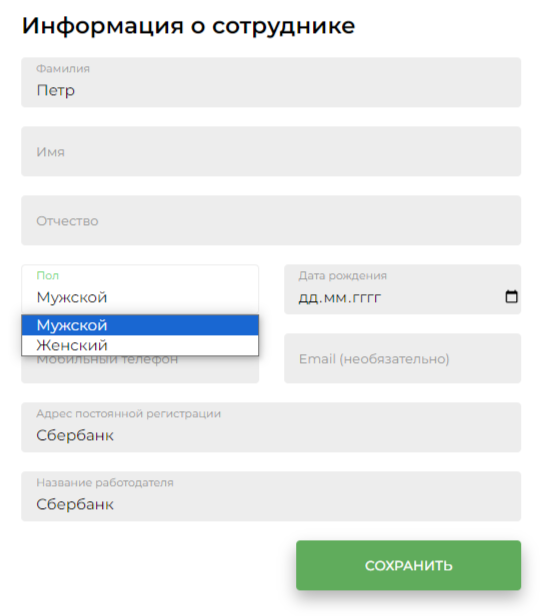 Информация о сотруднике
Фамилия
Петр
Имя
Отчество
Пол
Мужской
Дата рождения
дд.мм.гггг
Мужской
Женский
Мобильный телефон
Email (необязательно)
Адрес постоянной регистрации
Сбербанк
Название работодателя
Сбербанк
СОХРАНИТЬ